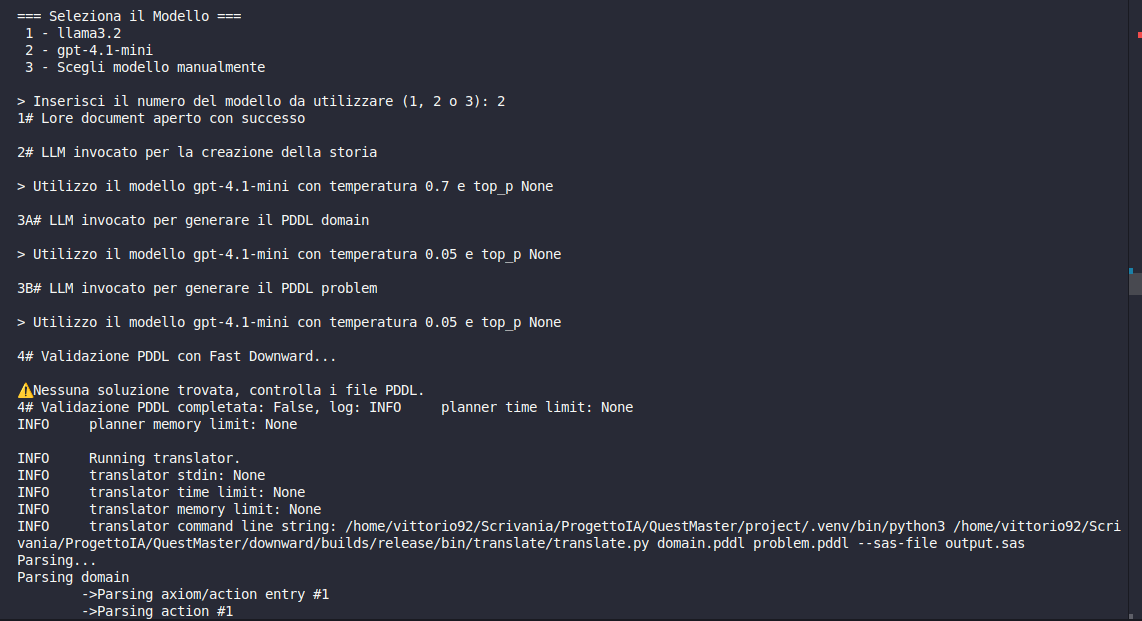 === Seleziona il Modello ===
 1 - llama3.2
 2 - gpt-4.1-mini
 3 - Scegli modello manualmente

> Inserisci il numero del modello da utilizzare (1, 2 o 3): 2
1# Lore document aperto con successo

2# LLM invocato per la creazione della storia

> Utilizzo il modello gpt-4.1-mini con temperatura 0.7 e top_p None

3A# LLM invocato per generare il PDDL domain

> Utilizzo il modello gpt-4.1-mini con temperatura 0.05 e top_p None

3B# LLM invocato per generare il PDDL problem

> Utilizzo il modello gpt-4.1-mini con temperatura 0.05 e top_p None

4# Validazione PDDL con Fast Downward...

⚠️Nessuna soluzione trovata, controlla i file PDDL.
4# Validazione PDDL completata: False, log: INFO     planner time limit: None
INFO     planner memory limit: None

INFO     Running translator.
INFO     translator stdin: None
INFO     translator time limit: None
INFO     translator memory limit: None
INFO     translator command line string: /home/vittorio92/Scrivania/ProgettoIA/QuestMaster/project/.venv/bin/python3 /home/vittorio92/Scri
vania/ProgettoIA/QuestMaster/downward/builds/release/bin/translate/translate.py domain.pddl problem.pddl --sas-file output.sas
Parsing...
Parsing domain
        ->Parsing axiom/action entry #1
        ->Parsing action #1